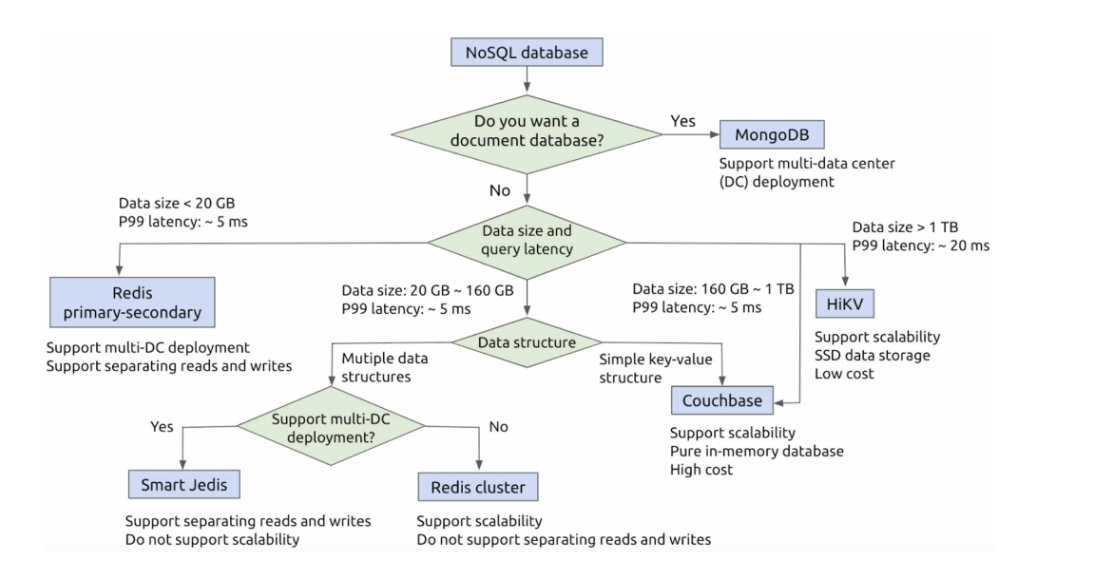 NoSQL database
Do you want a
document database?
Yes
MongoDB
Support multi-data center
(DC) deployment
No
Data size < 20 GB
P99 latency: ~ 5 ms
Data size and
query latency
Data size > 1 TB
P99 latency: ~ 20 ms
Redis
primary-secondary
Support multi-DC deployment
Support separating reads and writes
Data size: 20 GB ~ 160 GB
P99 latency: ~ 5 ms
Data size: 160 GB ~ 1 TB
P99 latency: ~ 5 ms
HiKV
Support scalability
SSD data storage
Low cost
Data structure
Mutiple data
structures
Simple key-value
structure
Couchbase
Support scalability
Pure in-memory database
High cost
Support multi-DC
deployment?
Yes
No
Smart Jedis
Support separating reads and writes
Do not support scalability
Redis cluster
Support scalability
Do not support separating reads and writes